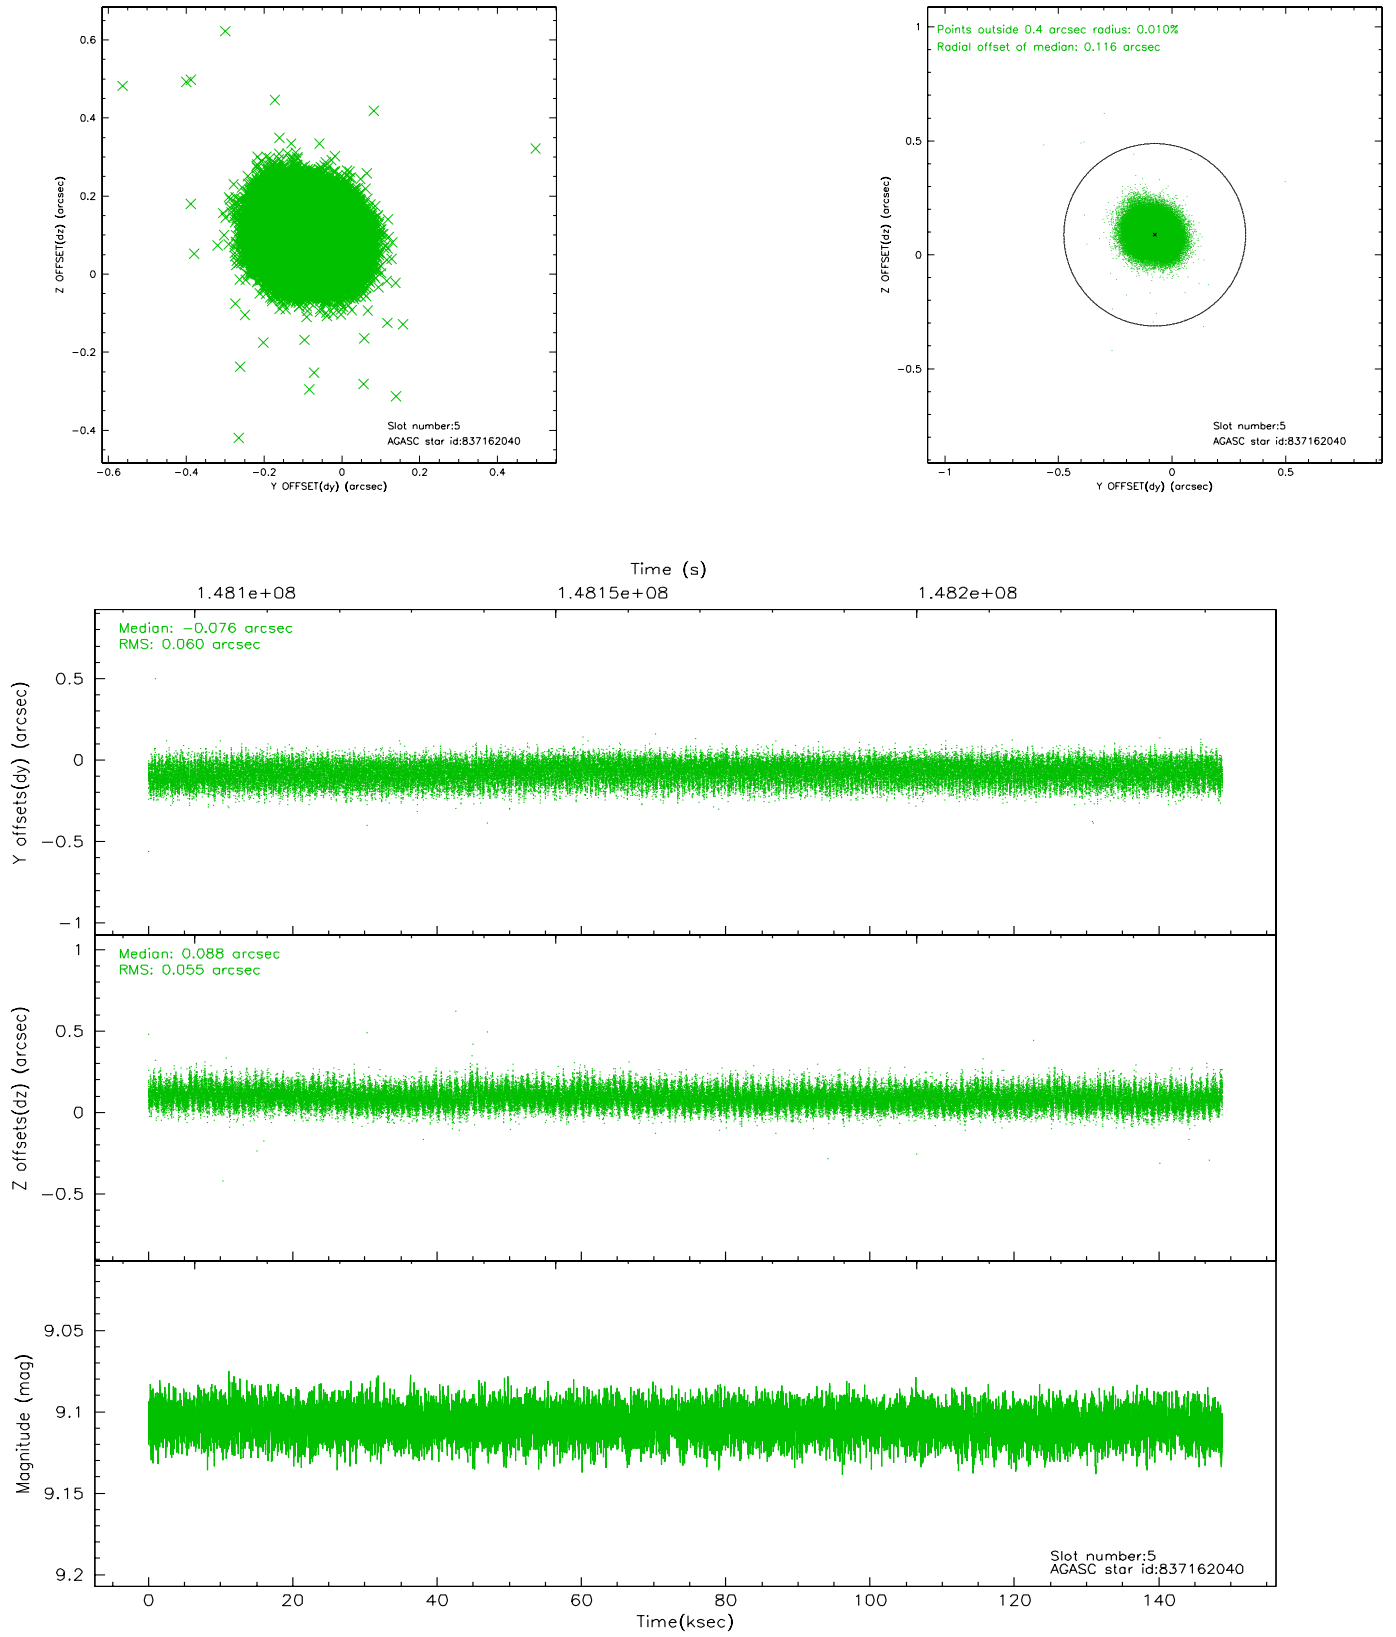 0.6
0.4
0.2
0
−0.2
−0.4
Z OFFSET(dz) (arcsec)
−0.6 −0.4 −0.2 0 0.2 0.4
Y OFFSET(dy) (arcsec)
Slot number:5
AGASC star id:837162040
Points outside 0.4 arcsec radius: 0.010%
Radial offset of median: 0.116 arcsec
1
0.5
0
−0.5
Z OFFSET(dz) (arcsec)
−1 −0.5 0 0.5
Y OFFSET(dy) (arcsec)
Slot number:5
AGASC star id:837162040
Time (s)
1.481e+08 1.4815e+08 1.482e+08
Median: −0.076 arcsec
RMS: 0.060 arcsec
0.5
0
−0.5
−1
Y offsets(dy) (arcsec)
Median: 0.088 arcsec
RMS: 0.055 arcsec
1
0.5
0
−0.5
Z offsets(dz) (arcsec)
9.05
9.1
9.15
9.2
Magnitude (mag)
Slot number:5
AGASC star id:837162040
0 20 40 60 80 100 120 140
Time(ksec)